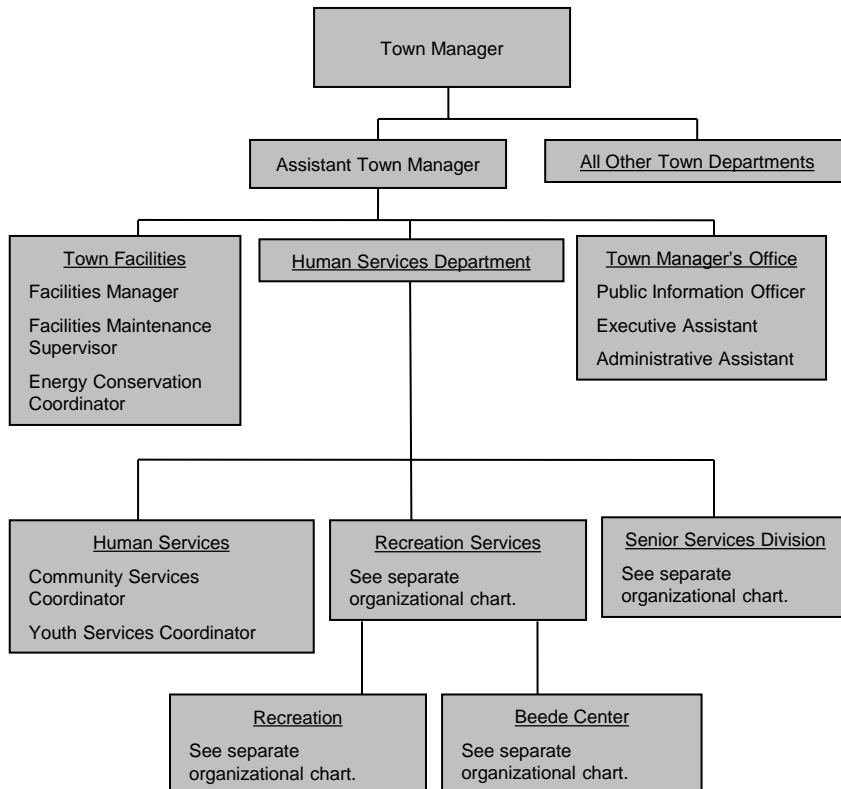 Town Manager
Assistant Town Manager
All Other Town Departments
Town Facilities
Facilities Manager
Facilities Maintenance
Supervisor
Energy Conservation
Coordinator
Human Services Department
Town Manager's Office
Public Information Officer
Executive Assistant
Administrative Assistant
Human Services
Community Services
Coordinator
Youth Services Coordinator
Recreation Services
See separate
organizational chart.
Senior Services Division
See separate
organizational chart.
Recreation
See separate
organizational chart.
Beede Center
See separate
organizational chart.